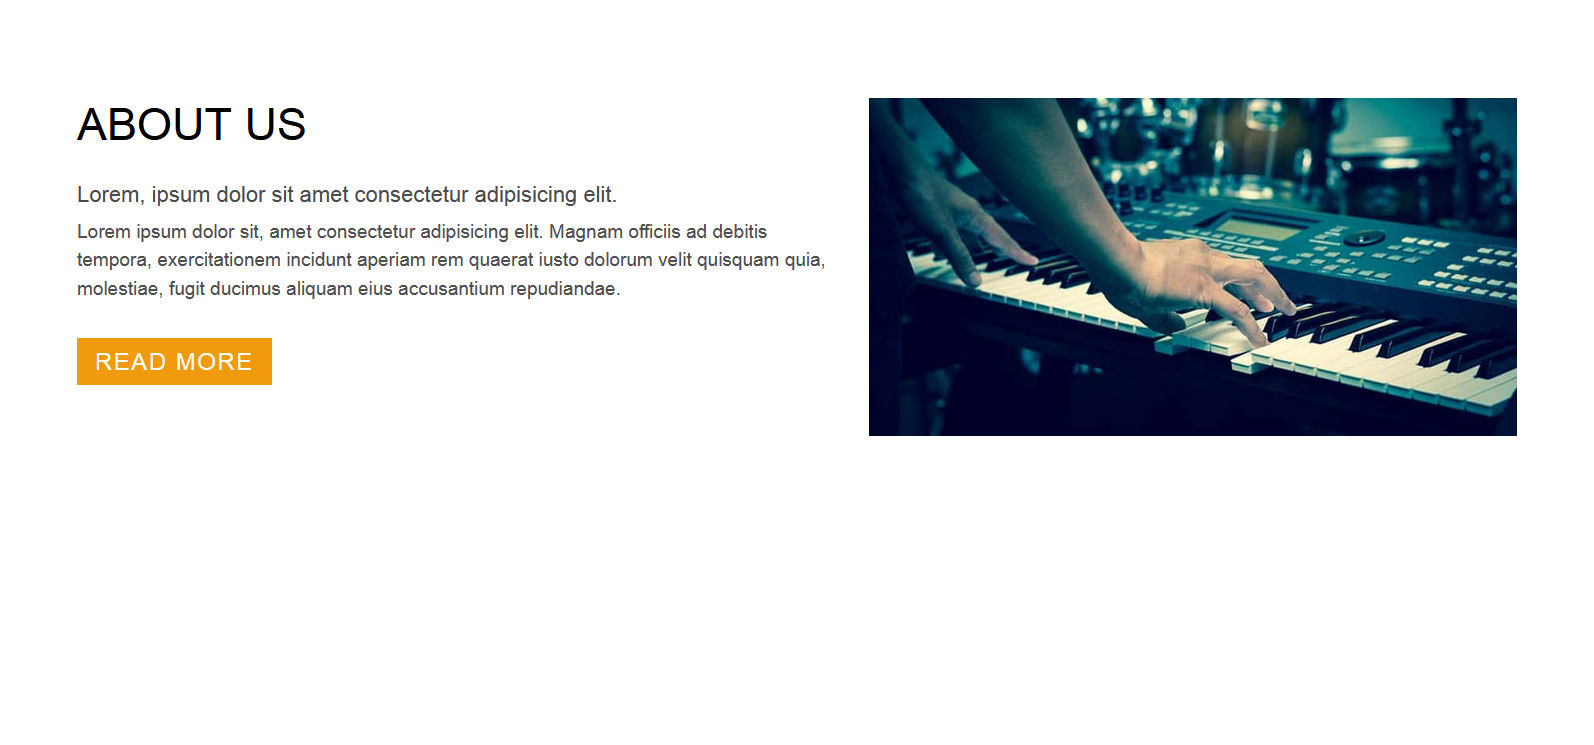 ABOUT US
Lorem, ipsum dolor sit amet consectetur adipisicing elit.
Lorem ipsum dolor sit, amet consectetur adipisicing elit. Magnam officiis ad debitis
tempora, exercitationem incidunt aperiam rem quaerat iusto dolorum velit quisquam quia,
molestiae, fugit ducimus aliquam eius accusantium repudiandae.
READ MORE